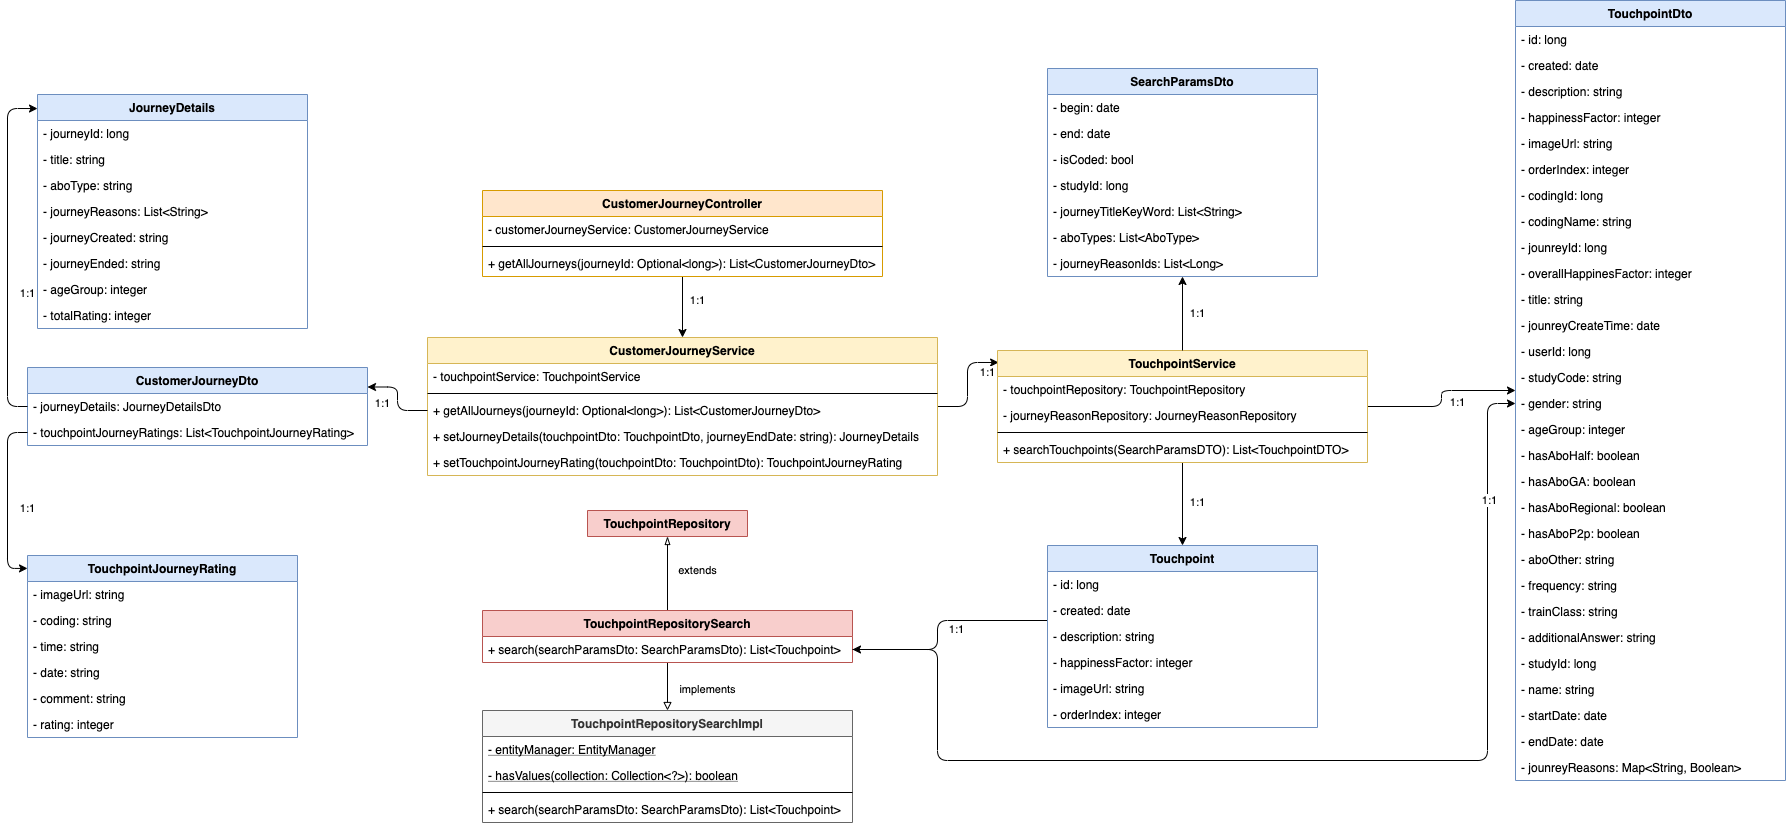 JourneyDetails
- journeyId: long
- title: string
- aboType: string
- journeyReasons: List<String>
- journeyCreated: string
- journeyEnded: string
- ageGroup: integer
- totalRating: integer
1:1
CustomerJourneyDto
- journeyDetails: JourneyDetailsDto
- touchpointJourneyRatings: List<TouchpointJourneyRating>
1:1
TouchpointJourneyRating
- imageUrl: string
- coding: string
- time: string
- date: string
- comment: string
- rating: integer
CustomerJourneyController
- customerJourneyService: CustomerJourneyService
+ getAllJourneys(journeyId: Optional<long>): List<CustomerJourneyDto>
1:1
CustomerJourneyService
- touchpointService: TouchpointService
+ getAllJourneys(journeyId: Optional<long>): List<CustomerJourneyDto>
+ setJourneyDetails(touchpointDto: TouchpointDto, journeyEndDate: string): JourneyDetails
+ setTouchpointJourneyRating(touchpointDto: TouchpointDto): TouchpointJourneyRating
1:1
1:1
TouchpointRepository
extends
TouchpointRepositorySearch
+ search(searchParamsDto: SearchParamsDto): List<Touchpoint>
implements
TouchpointRepositorySearchImpl
- entityManager: EntityManager
- hasValues(collection: Collection<?>): boolean
+ search(searchParamsDto: SearchParamsDto): List<Touchpoint>
SearchParamsDto
- begin: date
- end: date
- isCoded: bool
- studyId: long
- journeyTitleKeyWord: List<String>
- aboTypes: List<AboType>
- journeyReasonIds: List<Long>
1:1
TouchpointService
- touchpointRepository: TouchpointRepository
- journeyReasonRepository: JourneyReasonRepository
+ searchTouchpoints(SearchParamsDTO): List<TouchpointDTO>
1:1
1:1
Touchpoint
- id: long
- created: date
- description: string
- happinessFactor: integer
- imageUrl: string
- orderIndex: integer
1:1
1:1
TouchpointDto
- id: long
- created: date
- description: string
- happinessFactor: integer
- imageUrl: string
- orderIndex: integer
- codingId: long
- codingName: string
- jounreyId: long
- overallHappinesFactor: integer
- title: string
- jounreyCreateTime: date
- userId: long
- studyCode: string
- gender: string
- ageGroup: integer
- hasAboHalf: boolean
- hasAboGA: boolean
- hasAboRegional: boolean
- hasAboP2p: boolean
- aboOther: string
- frequency: string
- trainClass: string
- additionalAnswer: string
- studyId: long
- name: string
- startDate: date
- endDate: date
- jounreyReasons: Map<String, Boolean>